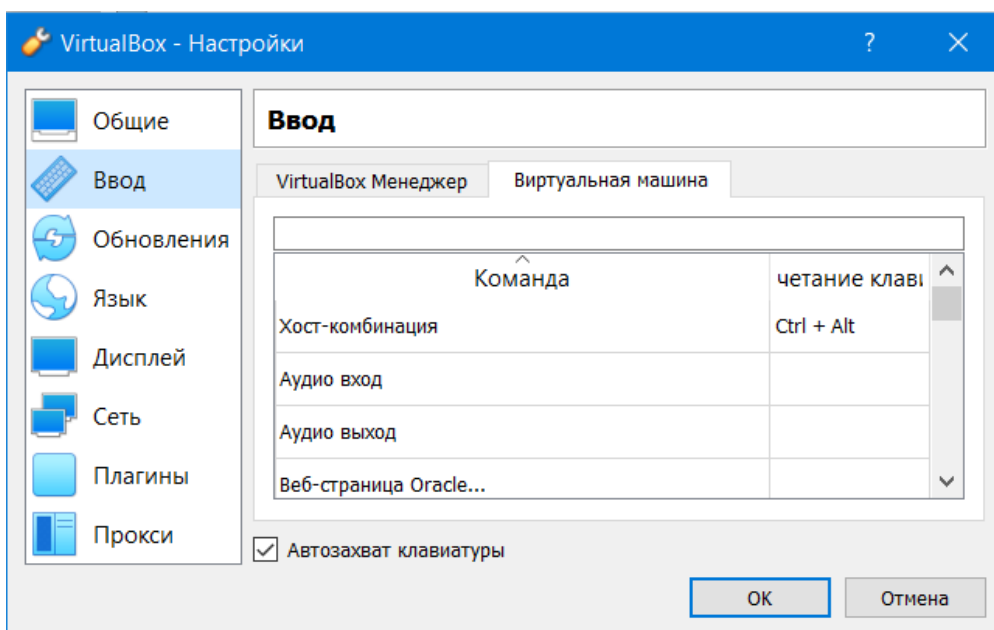 VirtualBox - Настройки
?
Общие
Ввод
Обновления
Язык
Дисплей
Сеть
Плагины
Прокси
Ввод
VirtualBox Менеджер
Виртуальная машина
Команда
четание клави
Хост-комбинация
Ctrl + Alt
Аудио вход
Аудио выход
Веб-страница Oracle...
Автозахват клавиатуры
OK
Отмена